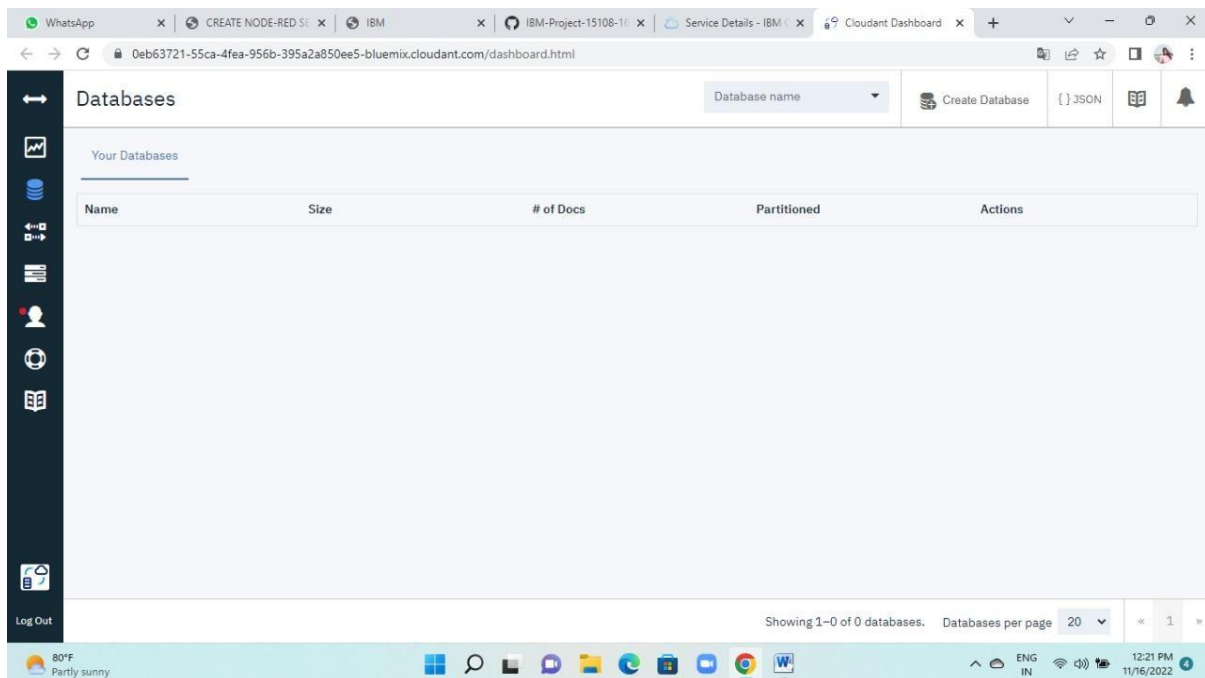 WhatsApp
CREATE NODE-RED SE
IBM
IBM-Project-15108-16
Service Details - IBM C
Cloudant Dashboard
0eb63721-55ca-4fea-956b-395a2a850ee5-bluemix.cloudant.com/dashboard.html
Databases
Database name
Create Database
{ } JSON
Your Databases
Name Size # of Docs Partitioned Actions
Log Out
Showing 1–0 of 0 databases. Databases per page 20 « 1 »
80°F
Partly sunny
ENG
IN
12:21 PM
11/16/2022
4